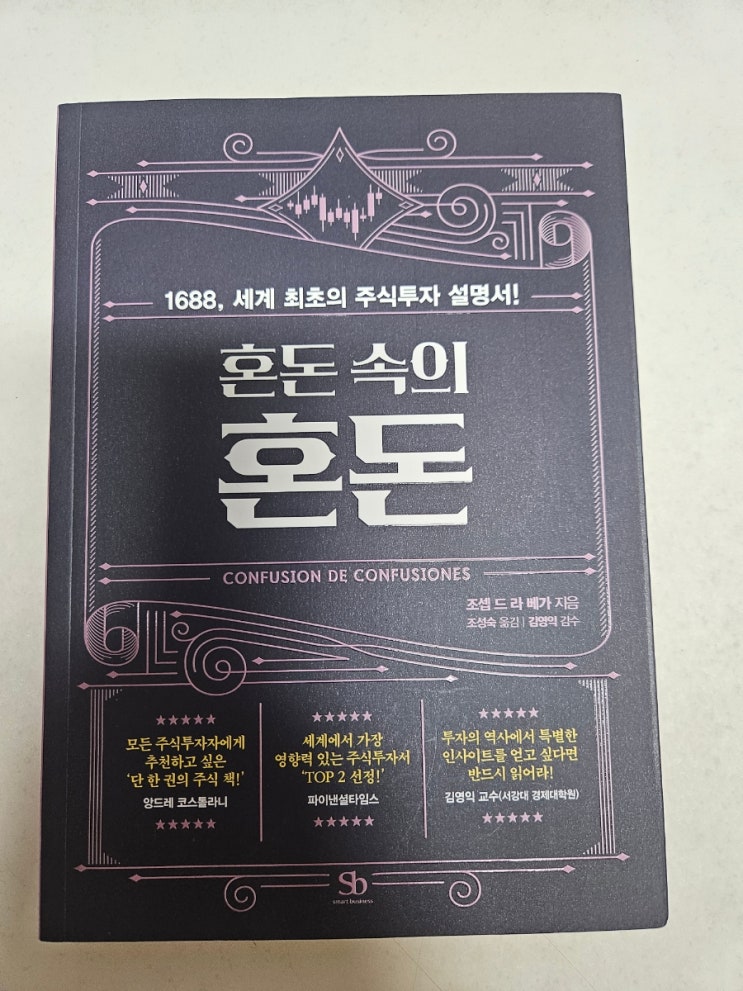 1688, 세계 최초의 주식투자 설명서!
혼돈 속의
혼돈
CONFUSION DE CONFUSIONES
조셉 드 라 베가 지음
조성숙 옮김 | 김영익 감수
모든 주식투자자에게
추천하고 싶은
‘단 한 권의 주식 책!’
앙드레 코스톨라니
세계에서 가장
영향력 있는 주식투자서
‘TOP 2 선정!’
파이낸셜타임스
투자의 역사에서 특별한
인사이트를 얻고 싶다면
반드시 읽어라!
김영익 교수(서강대 경제대학원)
Sb
smart business